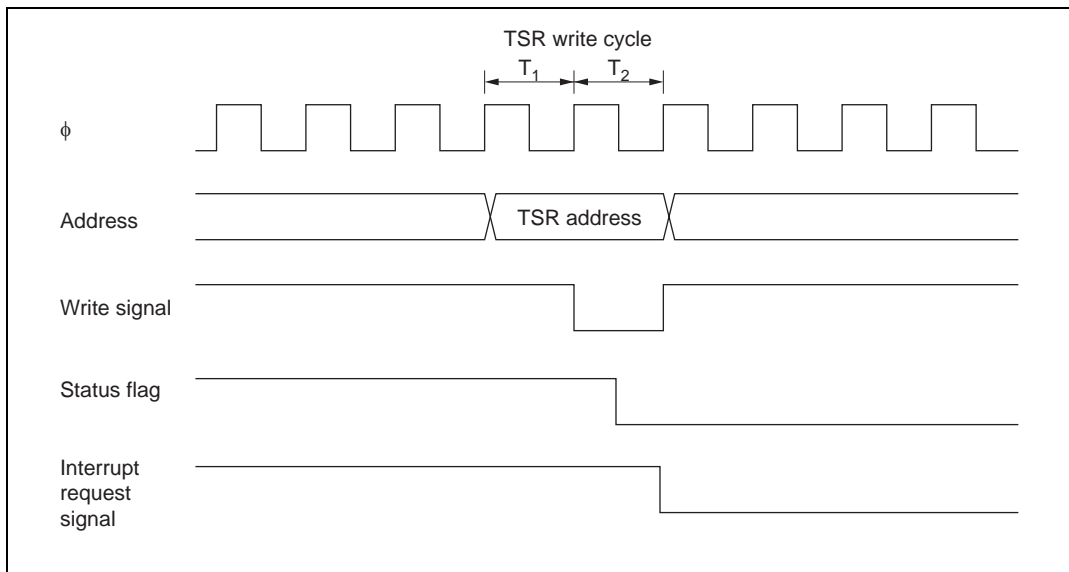 TSR write cycle
T1 T2
ϕ
Address
TSR address
Write signal
Status flag
Interrupt
request
signal